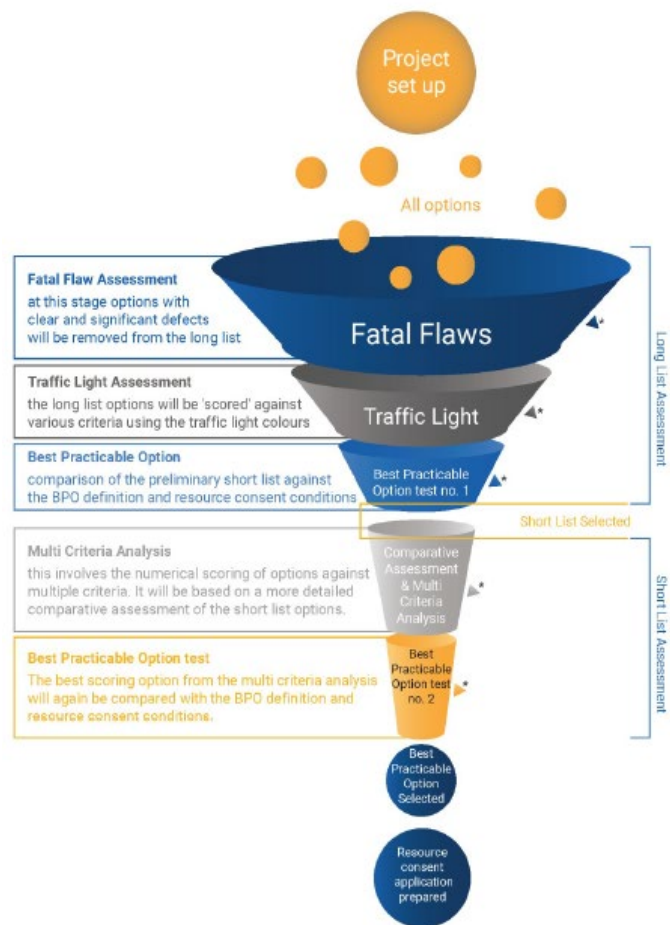 Project
set up
All options
Fatal Flaw Assessment
at this stage options with
clear and significant defects
will be removed from the long list
Fatal Flaws
*
Long List Assessment
Traffic Light Assessment
the long list options will be 'scored' against
various criteria using the traffic light colours
Traffic Light
*
Best Practicable Option
comparison of the preliminary short list against
the BPO definition and resource consent conditions
Best Practicable
Option test no. 1
*
Short List Selected
Multi Criteria Analysis
this involves the numerical scoring of options against
multiple criteria. It will be based on a more detailed
comparative assessment of the short list options.
Comparative
Assessment
& Multi
Criteria
Analysis
*
Short List Assessment
Best Practicable Option test
The best scoring option from the multi criteria analysis
will again be compared with the BPO definition and
resource consent conditions.
Best
Practicable
Option test
no. 2
*
Best
Practicable
Option
Selected
Resource
consent
application
prepared